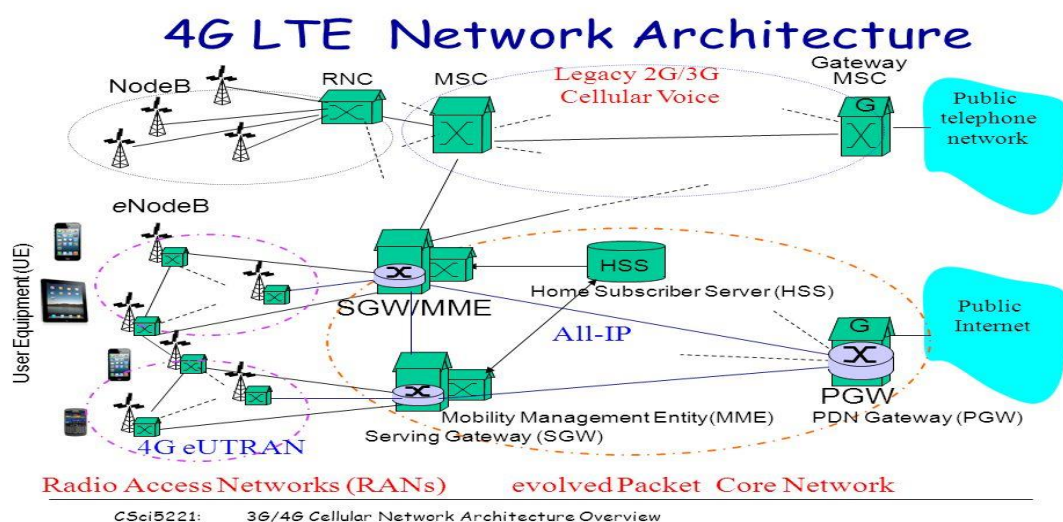 4G LTE Network Architecture
NodeB
RNC
MSC
Legacy 2G/3G
Cellular Voice
Gateway
MSC
G
Public
telephone
network
eNodeB
User Equipment (UE)
HSS
SGW/MME
Home Subscriber Server (HSS)
All-IP
G
Public
Internet
PGW
Mobility Management Entity (MME)
PDN Gateway (PGW)
Serving Gateway (SGW)
4G eUTRAN
Radio Access Networks (RANs)
evolved Packet Core Network
CSci5221: 3G/4G Cellular Network Architecture Overview